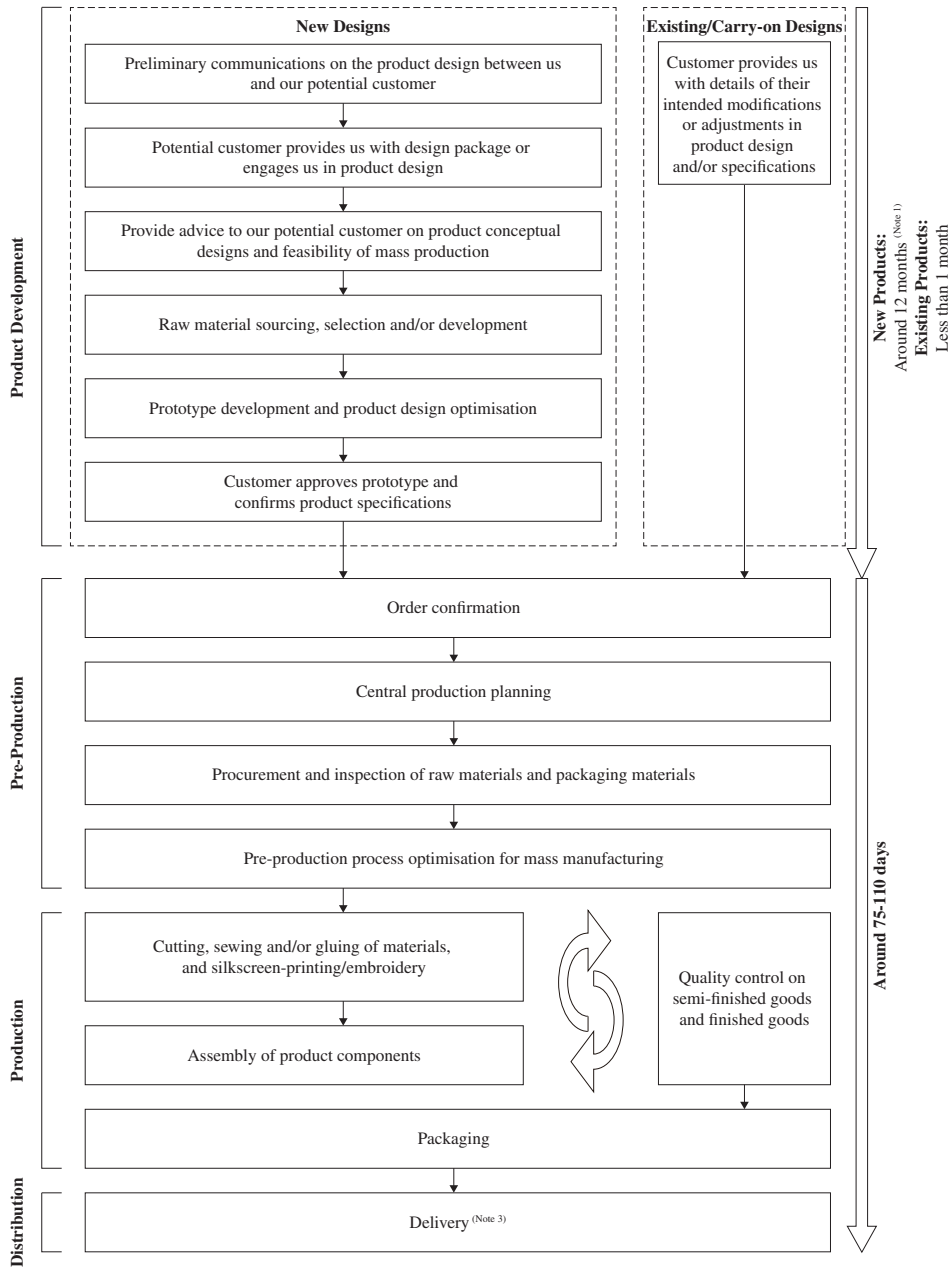 New Designs
Preliminary communications on the product design between us
and our potential customer
Potential customer provides us with design package or
engages us in product design
Provide advice to our potential customer on product conceptual
designs and feasibility of mass production
Raw material sourcing, selection and/or development
Prototype development and product design optimisation
Customer approves prototype and
confirms product specifications
Existing/Carry-on Designs
Customer provides us
with details of their
intended modifications
or adjustments in
product design
and/or specifications
Product Development
New Products:
Around 12 months (Note 1)
Existing Products:
Less than 1 month
Order confirmation
Central production planning
Procurement and inspection of raw materials and packaging materials
Pre-production process optimisation for mass manufacturing
Pre-Production
Cutting, sewing and/or gluing of materials,
and silkscreen-printing/embroidery
Assembly of product components
Quality control on
semi-finished goods
and finished goods
Packaging
Production
Around 75-110 days
Delivery (Note 3)
Distribution